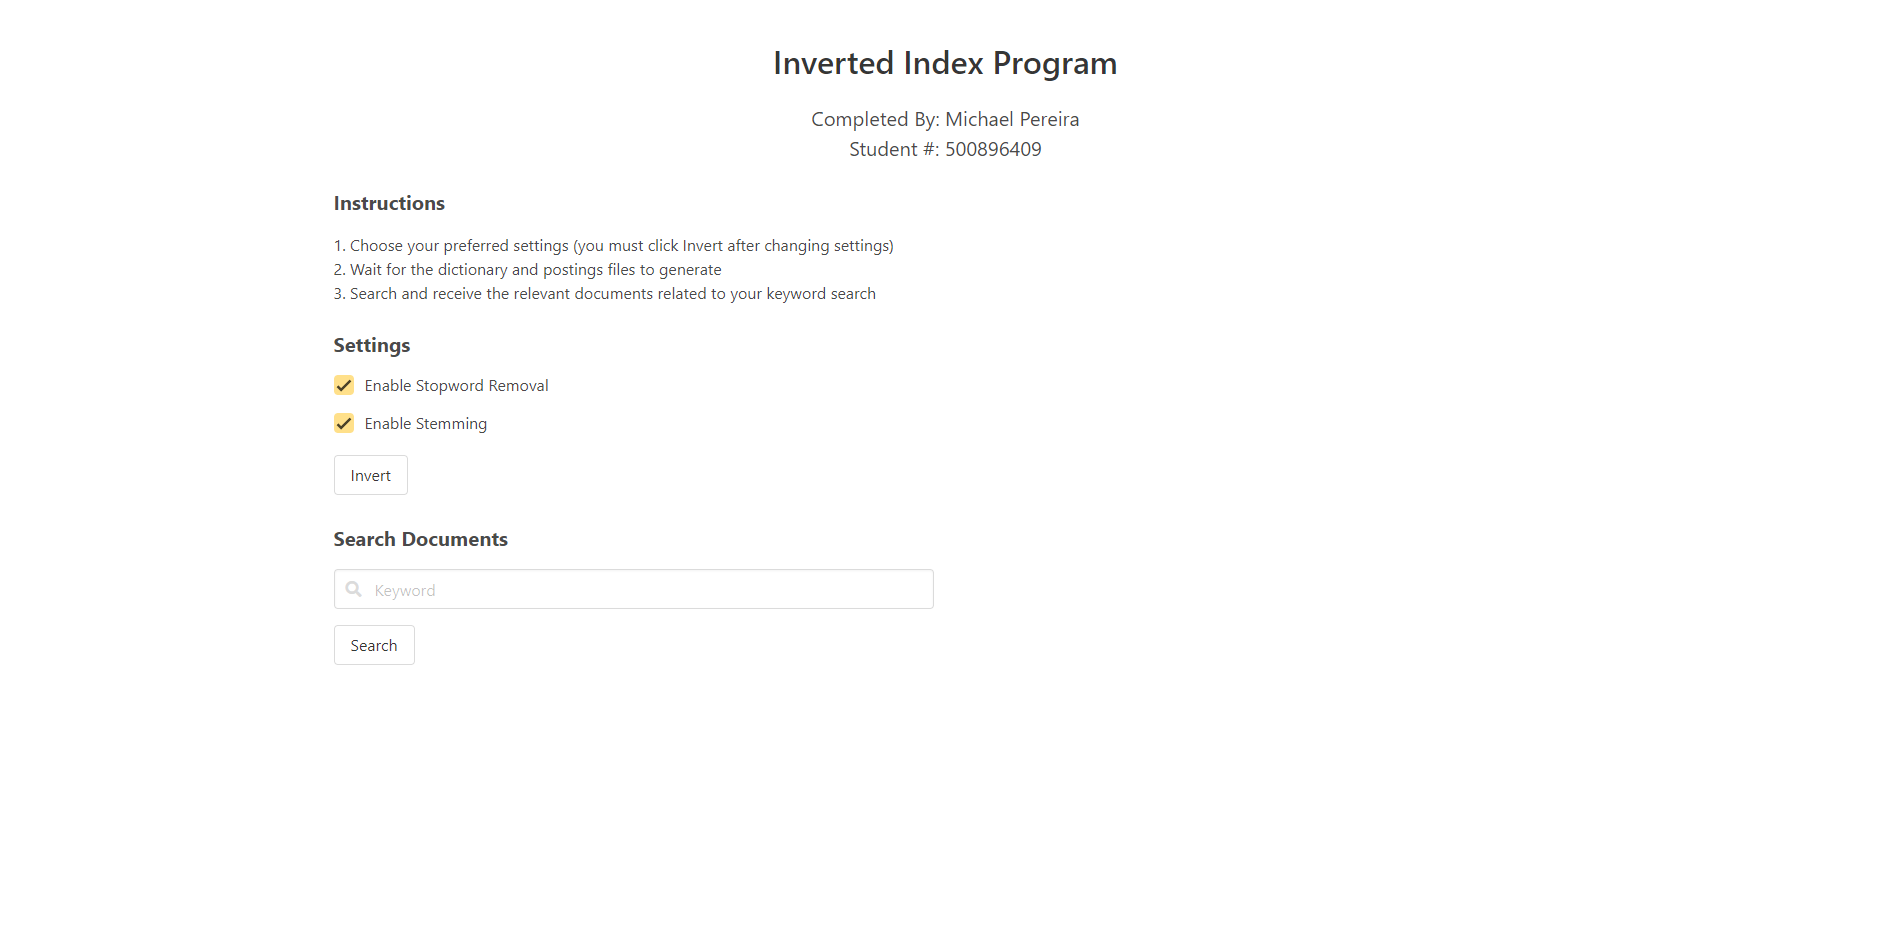 Inverted Index Program
Completed By: Michael Pereira
Student #: 500896409
Instructions
1. Choose your preferred settings (you must click Invert after changing settings)
2. Wait for the dictionary and postings files to generate
3. Search and receive the relevant documents related to your keyword search
Settings
Enable Stopword Removal
Enable Stemming
Invert
Search Documents
Keyword
Search